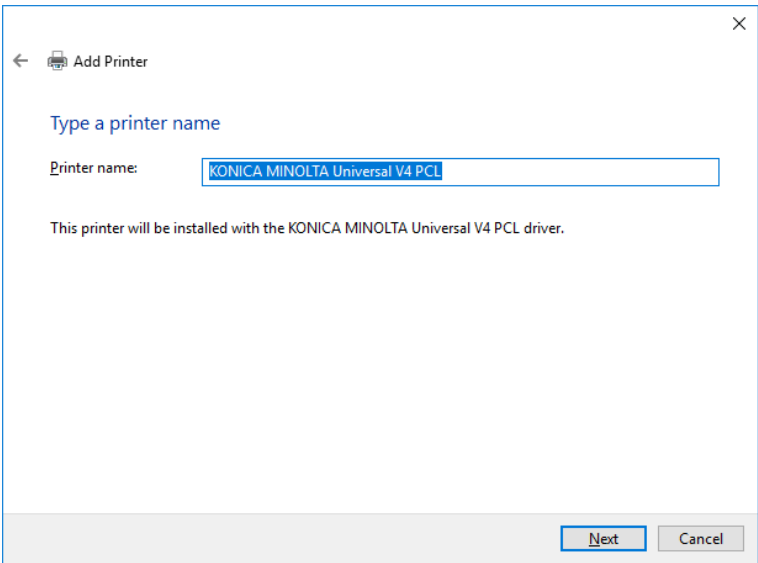 Add Printer
Type a printer name
Printer name: KONICA MINOLTA Universal V4 PCL
This printer will be installed with the KONICA MINOLTA Universal V4 PCL driver.
Next Cancel